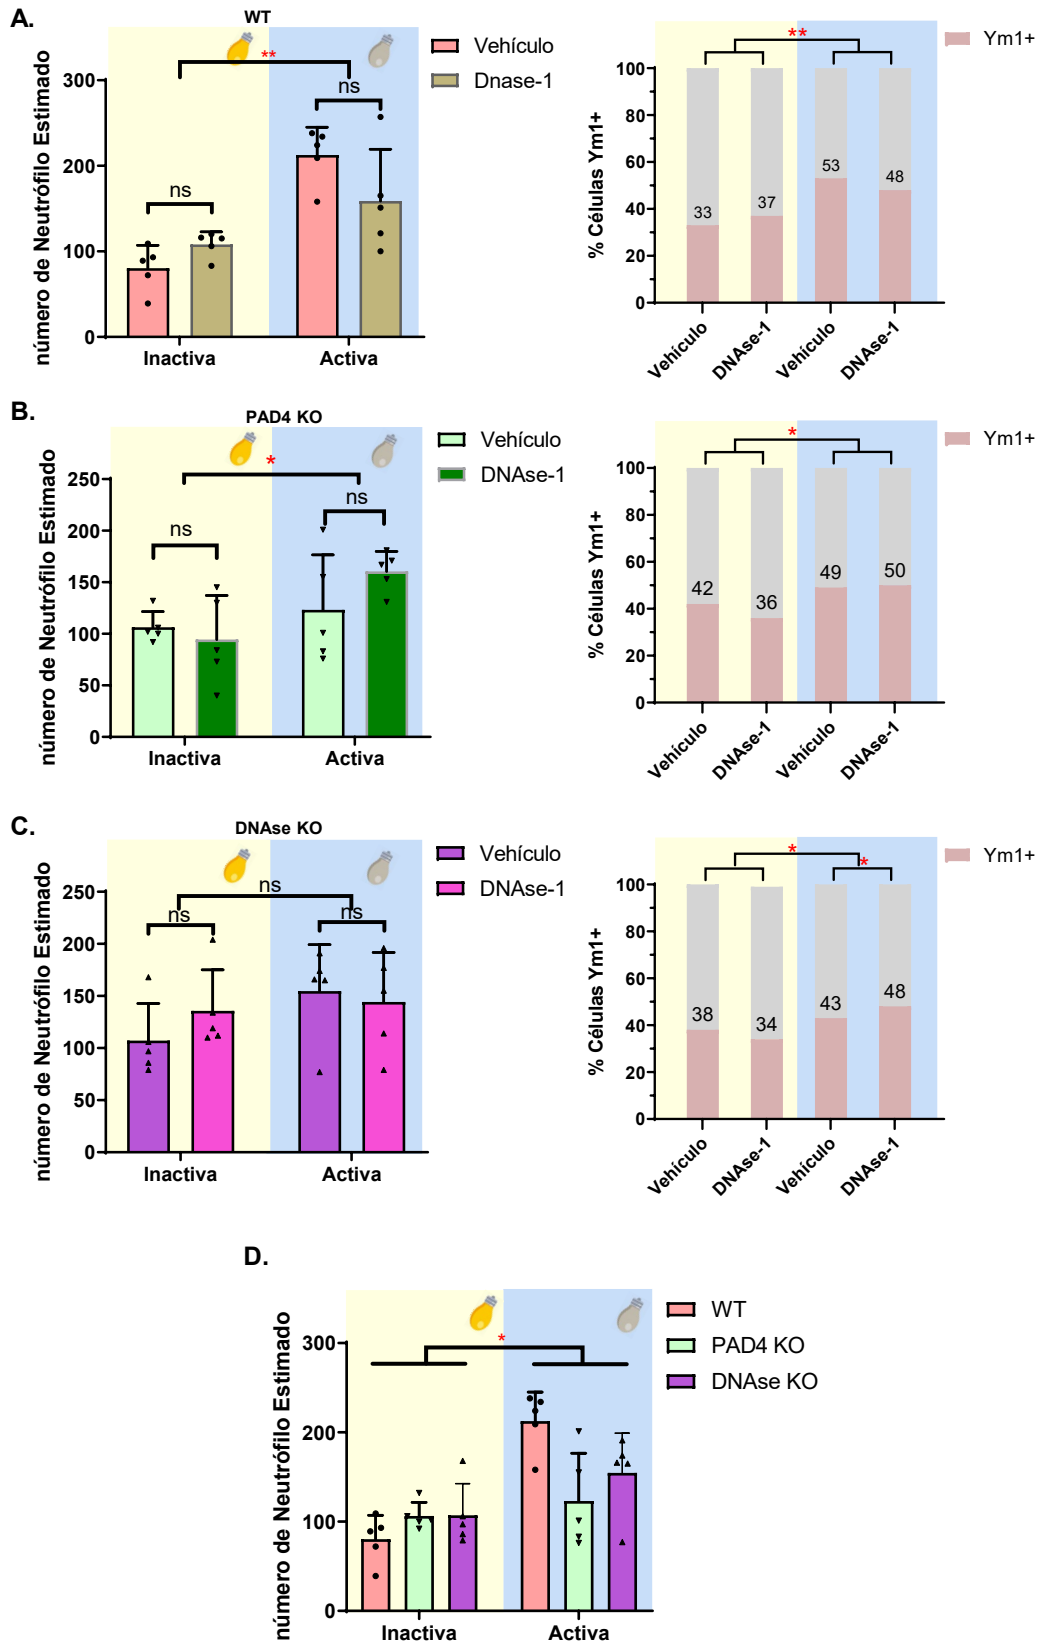 A.
WT
Vehículo
Dnase-1
número de Neutrófilo Estimado
300
200
100
0
**
ns
ns
Inactiva
Activa
Ym1+
% Células Ym1+
100
80
60
40
20
0
**
33
37
53
48
Vehículo
DNAse-1
Vehículo
DNAse-1
B.
PAD4 KO
Vehículo
DNAse-1
número de Neutrófilo Estimado
250
200
150
100
50
0
*
ns
ns
Inactiva
Activa
Ym1+
% Células Ym1+
100
80
60
40
20
0
*
42
36
49
50
Vehículo
DNAse-1
Vehículo
DNAse-1
C.
DNAse KO
Vehículo
DNAse-1
número de Neutrófilo Estimado
250
200
150
100
50
0
ns
ns
ns
Inactiva
Activa
Ym1+
% Células Ym1+
100
80
60
40
20
0
*
*
38
34
43
48
Vehículo
DNAse-1
Vehículo
DNAse-1
D.
WT
PAD4 KO
DNAse KO
número de Neutrófilo Estimado
300
200
100
0
*
Inactiva
Activa